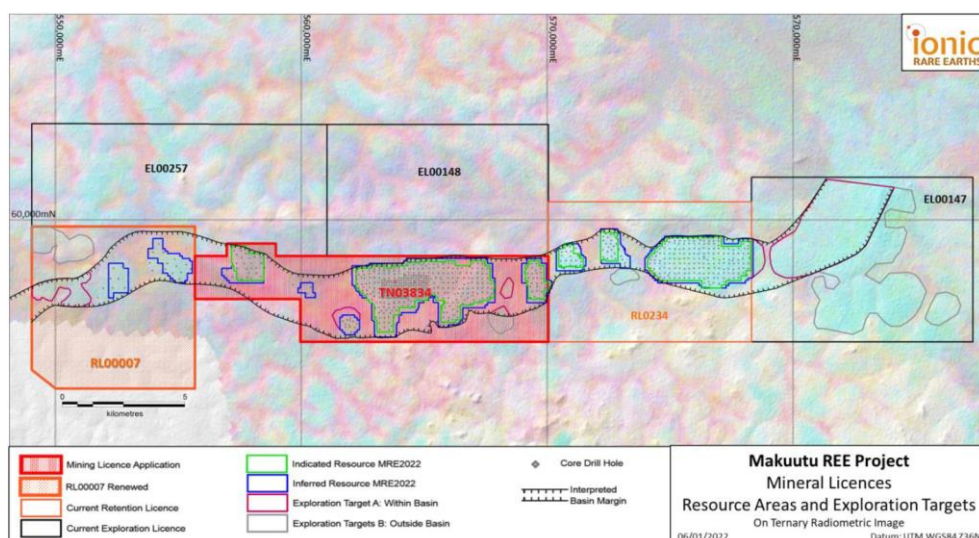 550,000mE
560,000mE
570,000mE
570,000mE
ionic
RARE EARTHS
EL00257
EL00148
EL00147
60,000mN
TN03834
RL0234
RL00007
0 5
kilometres
Mining Licence Application
RL00007 Renewed
Current Retention Licence
Current Exploration Licence
Indicated Resource MRE2022
Inferred Resource MRE2022
Exploration Target A: Within Basin
Exploration Targets B: Outside Basin
Core Drill Hole
Interpreted
Basin Margin
Makuutu REE Project
Mineral Licences
Resource Areas and Exploration Targets
On Ternary Radiometric Image
06/01/2022 Datum: UTM WGS84Z36N